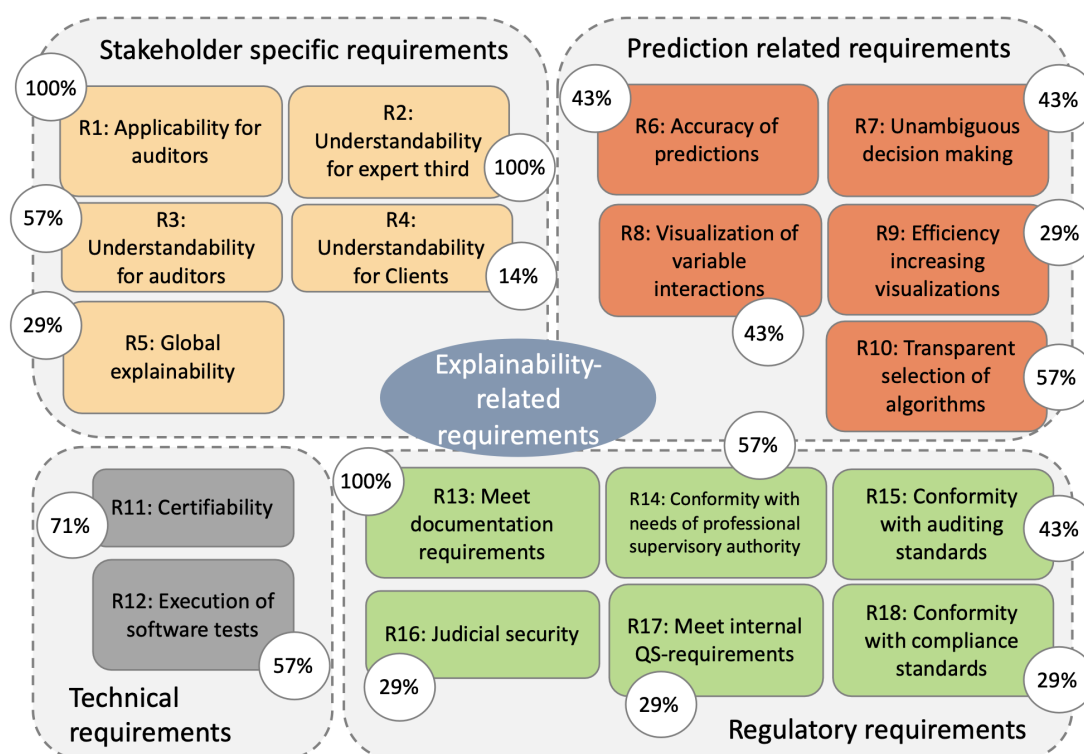 Stakeholder specific requirements
100%
R1: Applicability for
auditors
R2:
Understandability
for expert third
100%
57%
R3:
Understandability
for auditors
R4:
Understandability
for Clients
14%
29%
R5: Global
explainability
Prediction related requirements
43%
R6: Accuracy of
predictions
43%
R7: Unambiguous
decision making
R8: Visualization of
variable
interactions
43%
R9: Efficiency
increasing
visualizations
29%
R10: Transparent
selection of
algorithms
57%
Explainability-
related
requirements
71%
R11: Certifiability
R12: Execution of
software tests
57%
Technical
requirements
100%
R13: Meet
documentation
requirements
57%
R14: Conformity with
needs of professional
supervisory authority
R15: Conformity
with auditing
standards
43%
R16: Judicial security
29%
R17: Meet internal
QS-requirements
29%
R18: Conformity
with compliance
standards
29%
Regulatory requirements